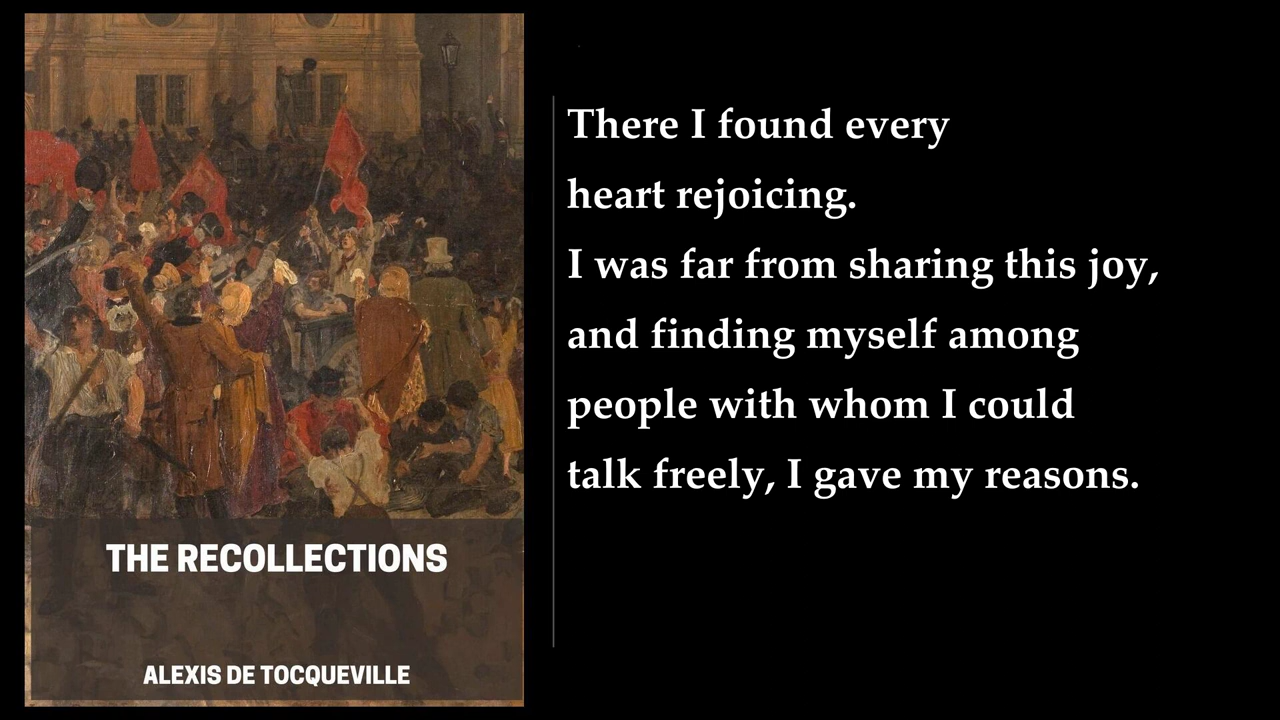 THE RECOLLECTIONS
ALEXIS DE TOCQUEVILLE
There I found every
heart rejoicing.
I was far from sharing this joy,
and finding myself among
people with whom I could
talk freely, I gave my reasons.